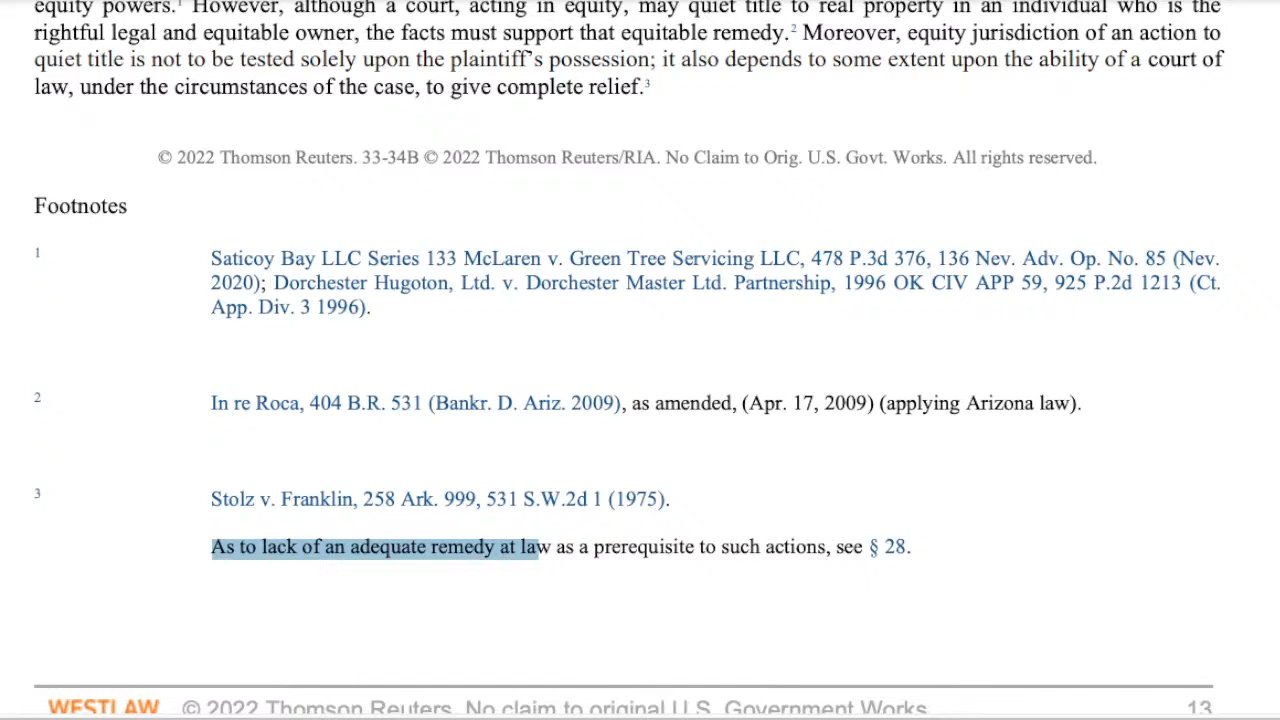 equity powers.1 However, although a court, acting in equity, may quiet title to real property in an individual who is the
rightful legal and equitable owner, the facts must support that equitable remedy.2 Moreover, equity jurisdiction of an action to
quiet title is not to be tested solely upon the plaintiff's possession; it also depends to some extent upon the ability of a court of
law, under the circumstances of the case, to give complete relief.3
© 2022 Thomson Reuters. 33-34B © 2022 Thomson Reuters/RIA. No Claim to Orig. U.S. Govt. Works. All rights reserved.
Footnotes
1
Saticoy Bay LLC Series 133 McLaren v. Green Tree Servicing LLC, 478 P.3d 376, 136 Nev. Adv. Op. No. 85 (Nev.
2020); Dorchester Hugoton, Ltd. v. Dorchester Master Ltd. Partnership, 1996 OK CIV APP 59, 925 P.2d 1213 (Ct.
App. Div. 3 1996).
2
In re Roca, 404 B.R. 531 (Bankr. D. Ariz. 2009), as amended, (Apr. 17, 2009) (applying Arizona law).
3
Stolz v. Franklin, 258 Ark. 999, 531 S.W.2d 1 (1975).
As to lack of an adequate remedy at law as a prerequisite to such actions, see § 28.
WESTLAW © 2022 Thomson Reuters. No claim to original U.S. Government Works. 13